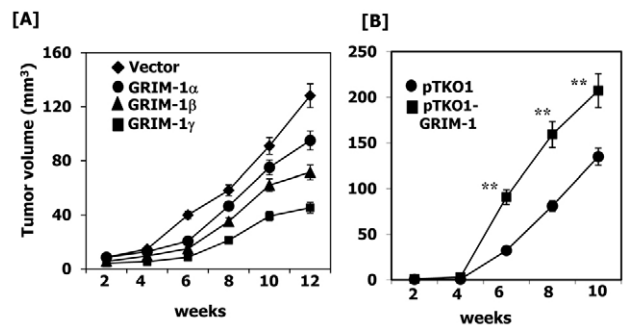 [A]
Tumor volume (mm³)
160
120
80
40
0
Vector
GRIM-1α
GRIM-1β
GRIM-1γ
2 4 6 8 10 12
weeks
[B]
250
200
150
100
50
0
pTKO1
pTKO1-
GRIM-1
**
**
**
2 4 6 8 10
weeks